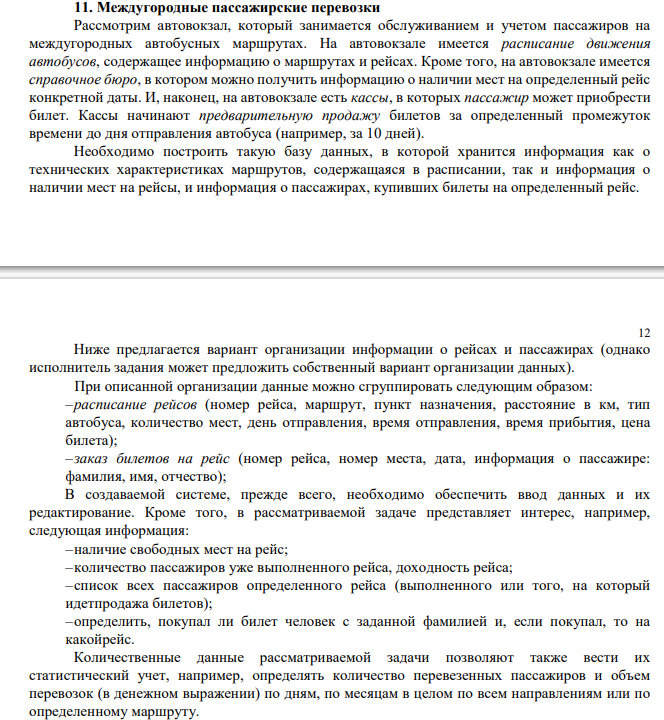 11. Междугородные пассажирские перевозки
Рассмотрим автовокзал, который занимается обслуживанием и учетом пассажиров на
междугородных автобусных маршрутах. На автовокзале имеется расписание движения
автобусов, содержащее информацию о маршрутах и рейсах. Кроме того, на автовокзале имеется
справочное бюро, в котором можно получить информацию о наличии мест на определенный рейс
конкретной даты. И, наконец, на автовокзале есть кассы, в которых пассажир может приобрести
билет. Кассы начинают предварительную продажу билетов за определенный промежуток
времени до дня отправления автобуса (например, за 10 дней).
Необходимо построить такую базу данных, в которой хранится информация как о
технических характеристиках маршрутов, содержащаяся в расписании, так и информация о
наличии мест на рейсы, и информация о пассажирах, купивших билеты на определенный рейс.
12
Ниже предлагается вариант организации информации о рейсах и пассажирах (однако
исполнитель задания может предложить собственный вариант организации данных).
При описанной организации данные можно сгруппировать следующим образом:
–расписание рейсов (номер рейса, маршрут, пункт назначения, расстояние в км, тип
автобуса, количество мест, день отправления, время отправления, время прибытия, цена
билета);
–заказ билетов на рейс (номер рейса, номер места, дата, информация о пассажире:
фамилия, имя, отчество);
В создаваемой системе, прежде всего, необходимо обеспечить ввод данных и их
редактирование. Кроме того, в рассматриваемой задаче представляет интерес, например,
следующая информация:
–наличие свободных мест на рейс;
–количество пассажиров уже выполненного рейса, доходность рейса;
–список всех пассажиров определенного рейса (выполненного или того, на который
идетпродажа билетов);
–определить, покупал ли билет человек с заданной фамилией и, если покупал, то на
какойрейс.
Количественные данные рассматриваемой задачи позволяют также вести их
статистический учет, например, определять количество перевезенных пассажиров и объем
перевозок (в денежном выражении) по дням, по месяцам в целом по всем направлениям или по
определенному маршруту.